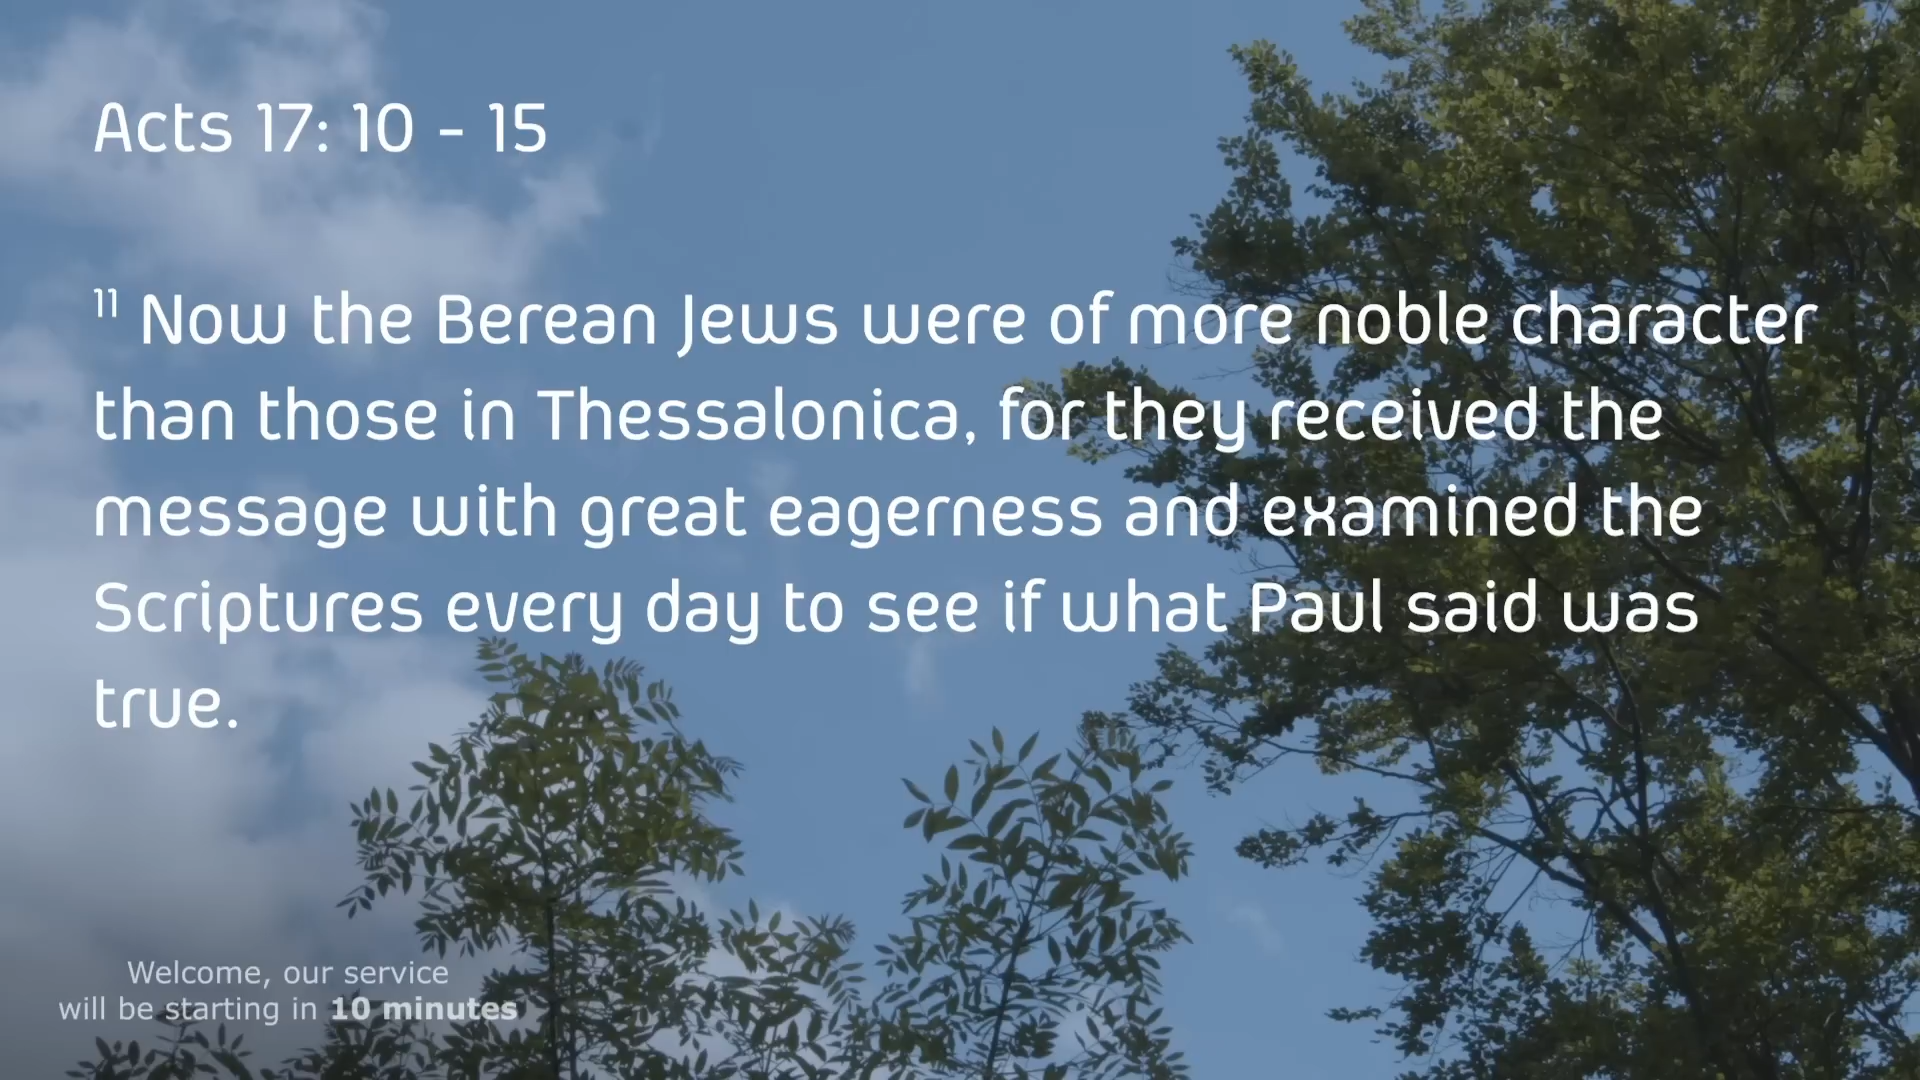 Acts 17: 10 - 15
11 Now the Berean Jews were of more noble character
than those in Thessalonica, for they received the
message with great eagerness and examined the
Scriptures every day to see if what Paul said was
true.
Welcome, our service
will be starting in 10 minutes